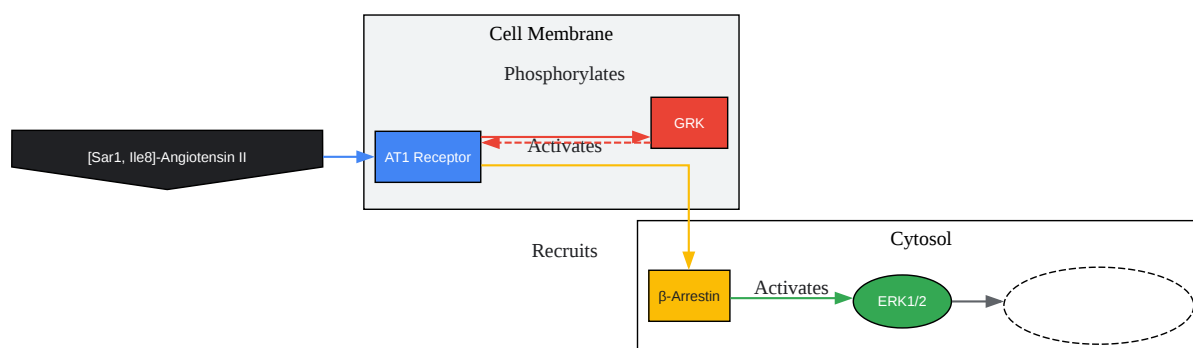 Cell Membrane
Phosphorylates
GRK
[Sar1, Ile8]-Angiotensin II
AT1 Receptor
Activates
Recruits
Cytosol
β-Arrestin
Activates
ERK1/2